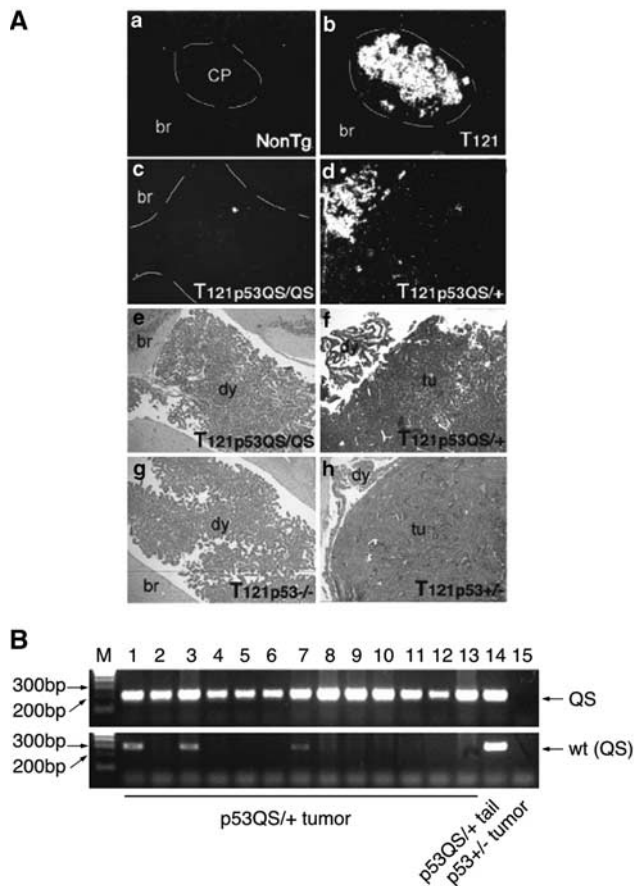 A
a
CP
br
NonTg
b
br
T121
c
br
T121p53QS/QS
d
T121p53QS/+
e
br
dy
T121p53QS/QS
f
dy
tu
T121p53QS/+
g
dy
br
T121p53-/-
h
dy
tu
T121p53+/-
B
M 1 2 3 4 5 6 7 8 9 10 11 12 13 14 15
300bp
200bp
QS
300bp
200bp
wt (QS)
p53QS/+ tumor
p53QS/+ tail
p53+/- tumor